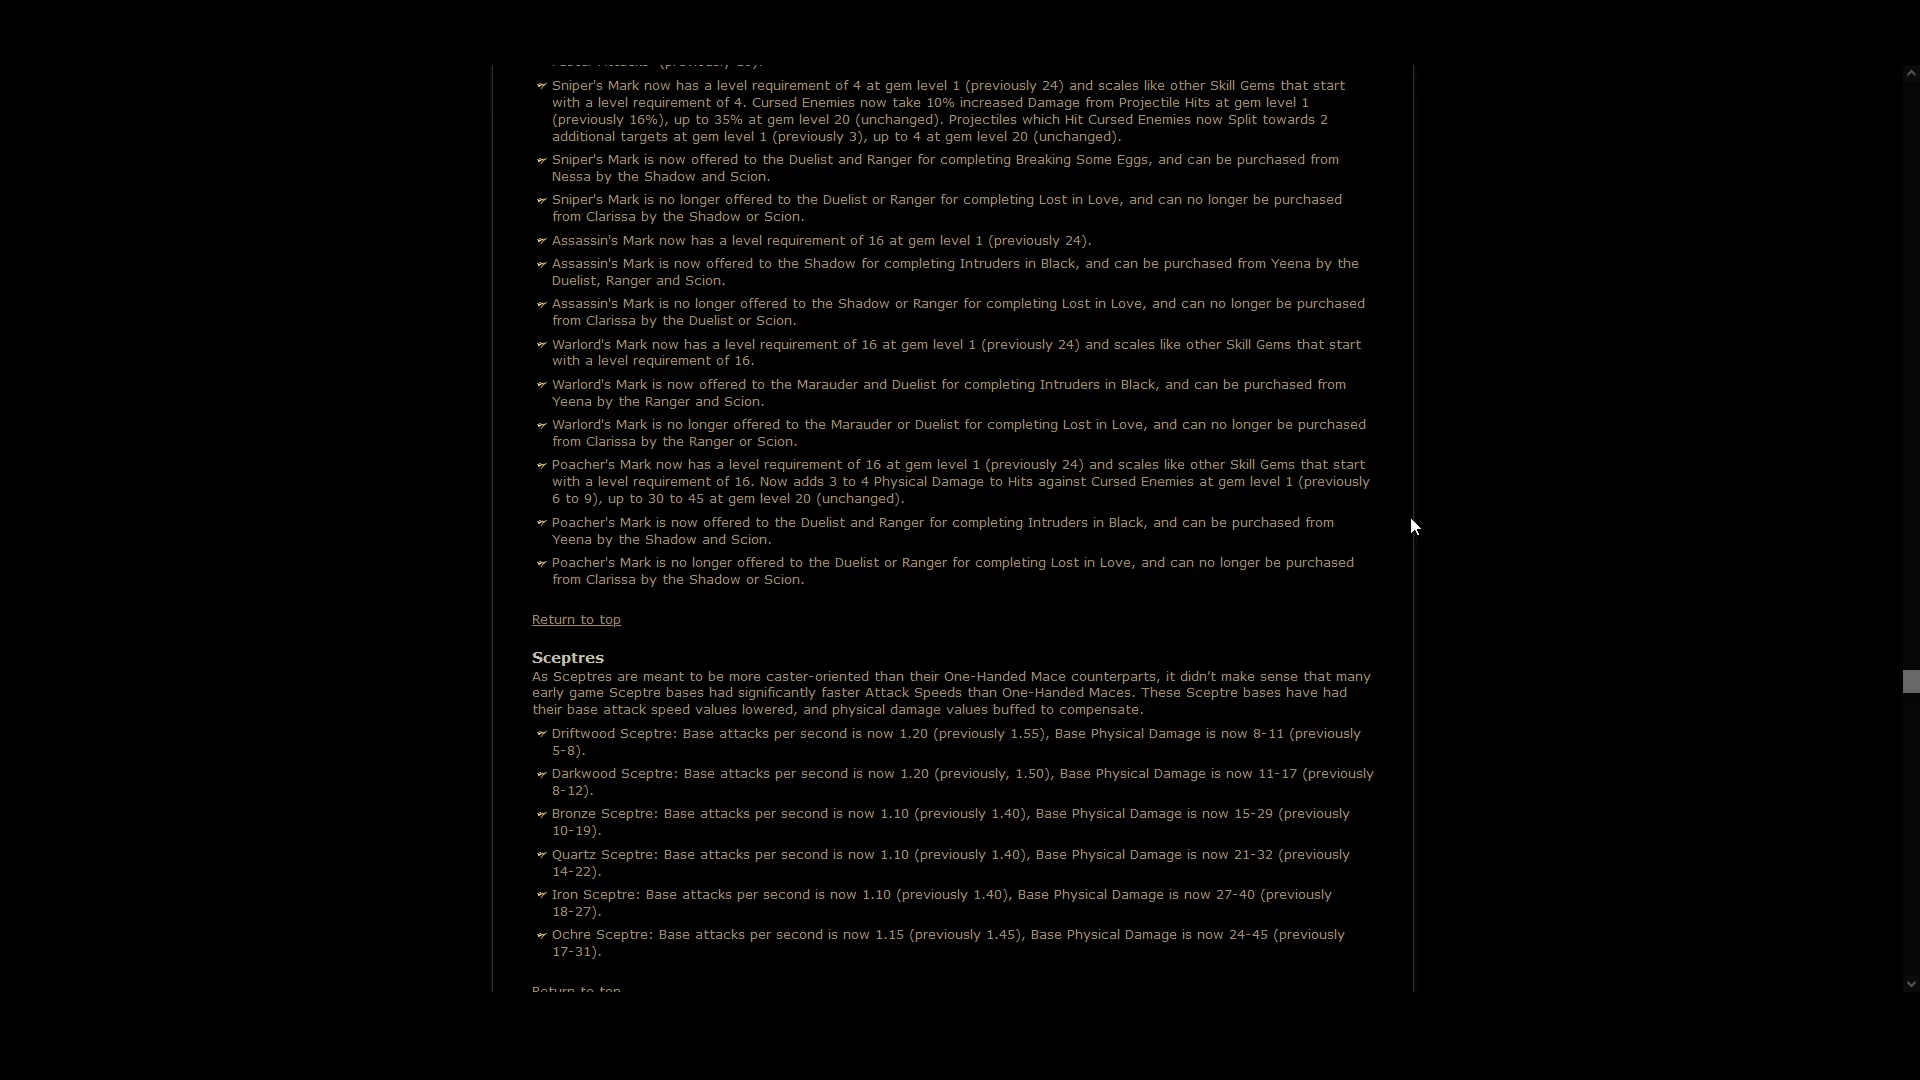 Sniper's Mark now has a level requirement of 4 at gem level 1 (previously 24) and scales like other Skill Gems that start
with a level requirement of 4. Cursed Enemies now take 10% increased Damage from Projectile Hits at gem level 1
(previously 16%), up to 35% at gem level 20 (unchanged). Projectiles which Hit Cursed Enemies now Split towards 2
additional targets at gem level 1 (previously 3), up to 4 at gem level 20 (unchanged).
Sniper's Mark is now offered to the Duelist and Ranger for completing Breaking Some Eggs, and can be purchased from
Nessa by the Shadow and Scion.
Sniper's Mark is no longer offered to the Duelist or Ranger for completing Lost in Love, and can no longer be purchased
from Clarissa by the Shadow or Scion.
Assassin's Mark now has a level requirement of 16 at gem level 1 (previously 24).
Assassin's Mark is now offered to the Shadow for completing Intruders in Black, and can be purchased from Yeena by the
Duelist, Ranger and Scion.
Assassin's Mark is no longer offered to the Shadow or Ranger for completing Lost in Love, and can no longer be purchased
from Clarissa by the Duelist or Scion.
Warlord's Mark now has a level requirement of 16 at gem level 1 (previously 24) and scales like other Skill Gems that start
with a level requirement of 16.
Warlord's Mark is now offered to the Marauder and Duelist for completing Intruders in Black, and can be purchased from
Yeena by the Ranger and Scion.
Warlord's Mark is no longer offered to the Marauder or Duelist for completing Lost in Love, and can no longer be purchased
from Clarissa by the Ranger or Scion.
Poacher's Mark now has a level requirement of 16 at gem level 1 (previously 24) and scales like other Skill Gems that start
with a level requirement of 16. Now adds 3 to 4 Physical Damage to Hits against Cursed Enemies at gem level 1 (previously
6 to 9), up to 30 to 45 at gem level 20 (unchanged).
Poacher's Mark is now offered to the Duelist and Ranger for completing Intruders in Black, and can be purchased from
Yeena by the Shadow and Scion.
Poacher's Mark is no longer offered to the Duelist or Ranger for completing Lost in Love, and can no longer be purchased
from Clarissa by the Shadow or Scion.
Return to top
Sceptres
As Sceptres are meant to be more caster-oriented than their One-Handed Mace counterparts, it didn’t make sense that many
early game Sceptre bases had significantly faster Attack Speeds than One-Handed Maces. These Sceptre bases have had
their base attack speed values lowered, and physical damage values buffed to compensate.
Driftwood Sceptre: Base attacks per second is now 1.20 (previously 1.55), Base Physical Damage is now 8-11 (previously
5-8).
Darkwood Sceptre: Base attacks per second is now 1.20 (previously, 1.50), Base Physical Damage is now 11-17 (previously
8-12).
Bronze Sceptre: Base attacks per second is now 1.10 (previously 1.40), Base Physical Damage is now 15-29 (previously
10-19).
Quartz Sceptre: Base attacks per second is now 1.10 (previously 1.40), Base Physical Damage is now 21-32 (previously
14-22).
Iron Sceptre: Base attacks per second is now 1.10 (previously 1.40), Base Physical Damage is now 27-40 (previously
18-27).
Ochre Sceptre: Base attacks per second is now 1.15 (previously 1.45), Base Physical Damage is now 24-45 (previously
17-31).
Return to top